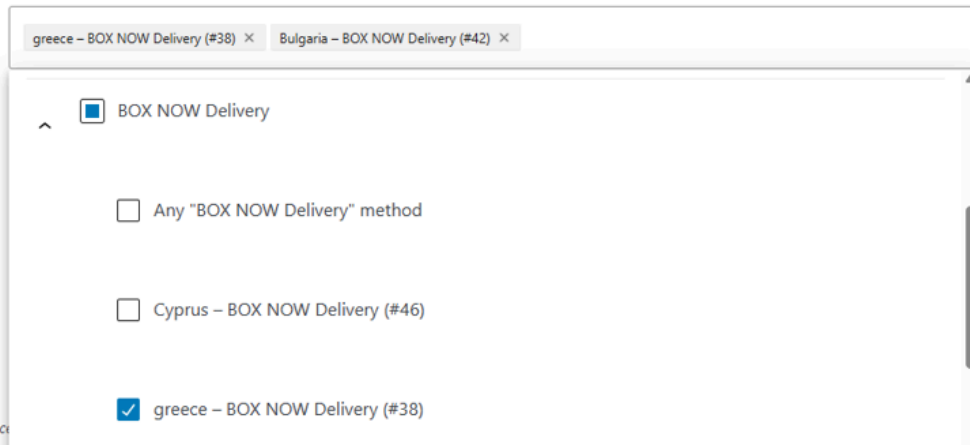 greece – BOX NOW Delivery (#38) × Bulgaria – BOX NOW Delivery (#42) ×
BOX NOW Delivery
Any "BOX NOW Delivery" method
Cyprus – BOX NOW Delivery (#46)
greece – BOX NOW Delivery (#38)